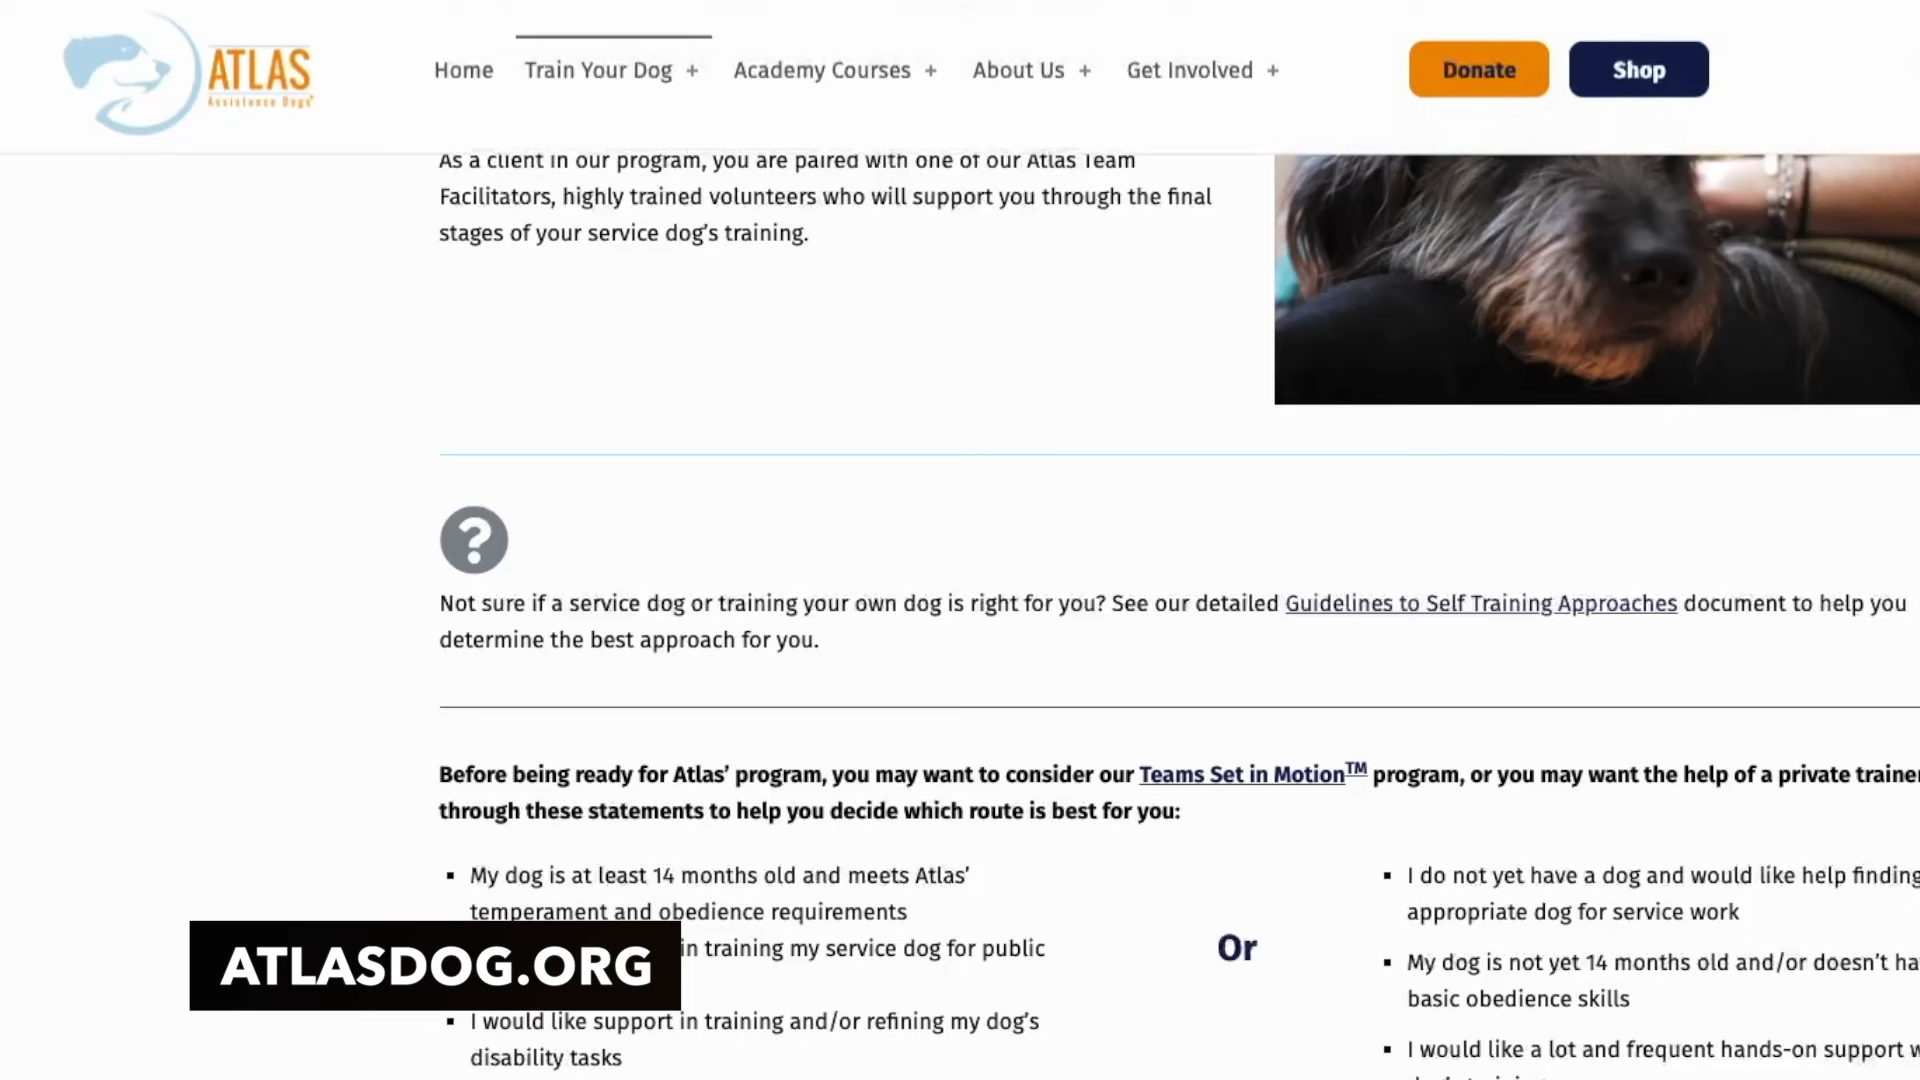 ATLAS
Assistance Dogs
Home
Train Your Dog +
Academy Courses +
About Us +
Get Involved +
Donate
Shop
As a client in our program, you are paired with one of our Atlas Team
Facilitators, highly trained volunteers who will support you through the final
stages of your service dog’s training.
?
Not sure if a service dog or training your own dog is right for you? See our detailed Guidelines to Self Training Approaches document to help you
determine the best approach for you.
Before being ready for Atlas’ program, you may want to consider our Teams Set in Motion™ program, or you may want the help of a private
through these statements to help you decide which route is best for you:
▪ My dog is at least 14 months old and meets Atlas’
temperament and obedience requirements
in training my service dog for public
▪ I would like support in training and/or refining my dog’s
disability tasks
Or
▪ I do not yet have a dog and would like help finding
appropriate dog for service work
▪ My dog is not yet 14 months old and/or doesn’t
basic obedience skills
▪ I would like a lot and frequent hands-on support
ATLASDOG.ORG